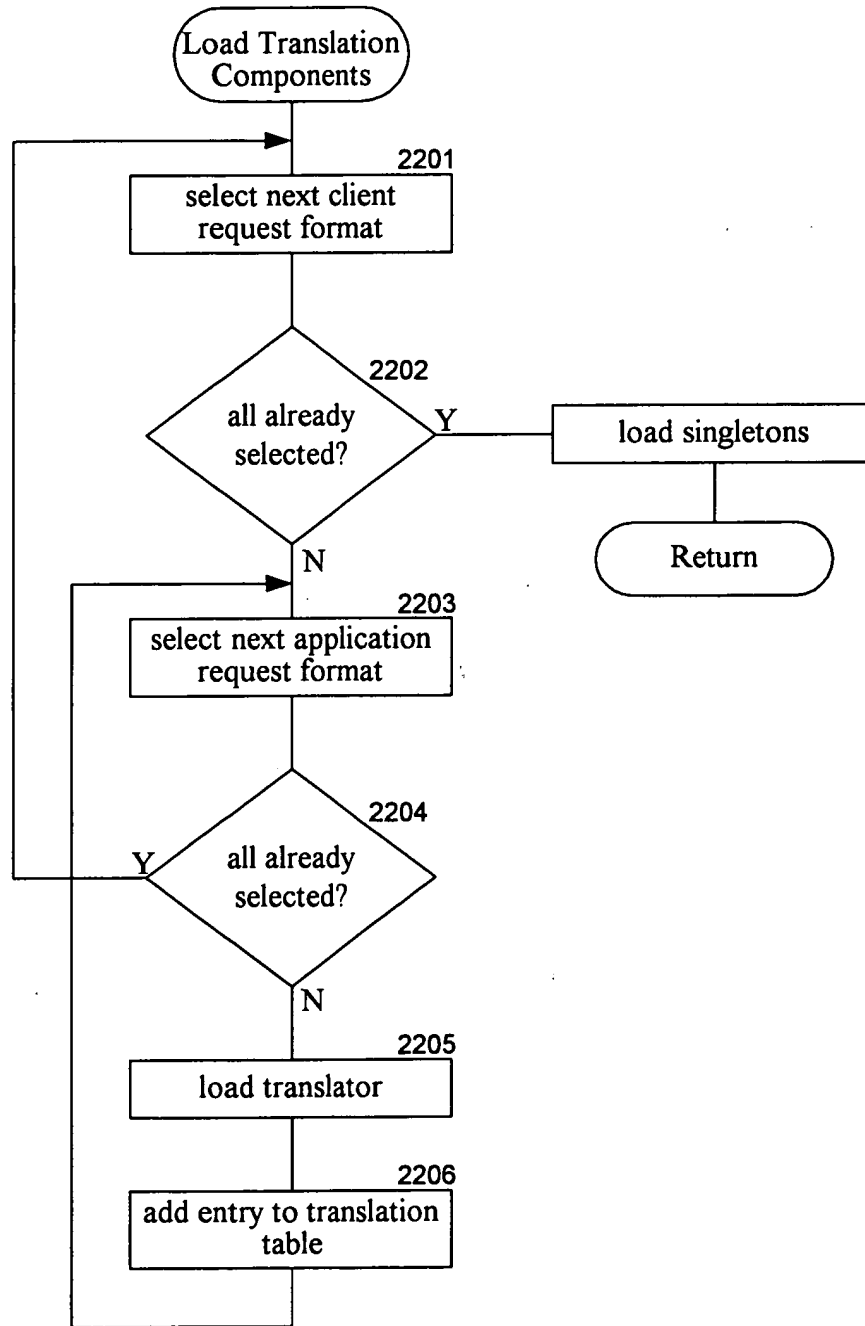 Load Translation
Components
2201
select next client
request format
2202
all already
selected?
Y
load singletons
Return
N
2203
select next application
request format
2204
all already
selected?
Y
N
2205
load translator
2206
add entry to translation
table